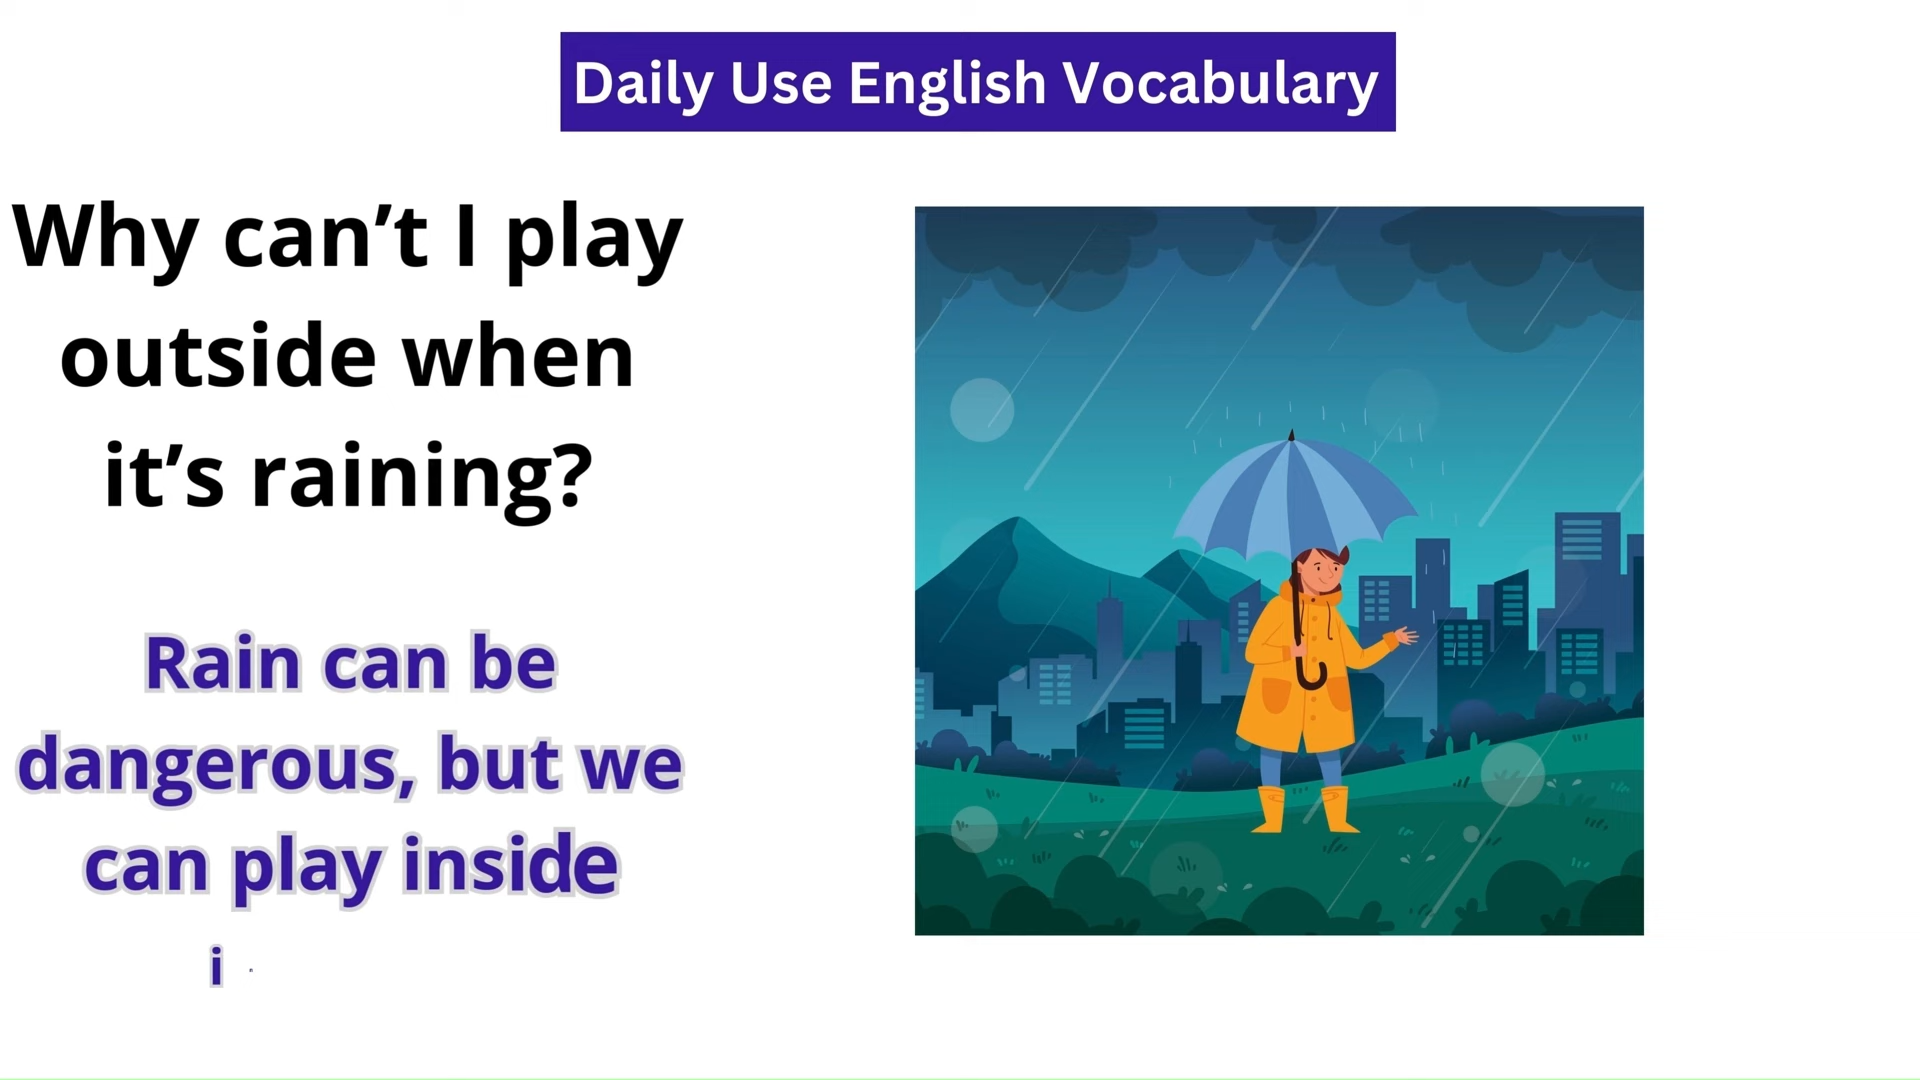 Daily Use English Vocabulary
Why can’t I play
outside when
it’s raining?
Rain can be
dangerous, but we
can play inside
i